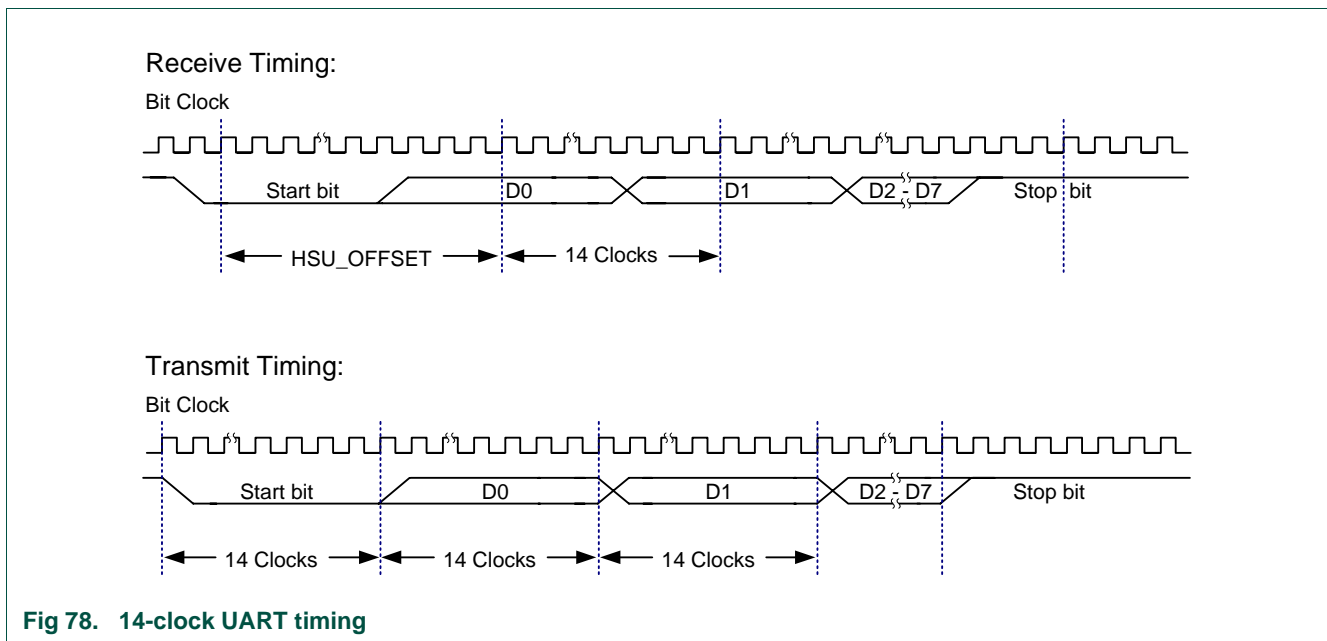 Receive Timing:
Bit Clock
Start bit D0 D1 D2 - D7 Stop bit
HSU_OFFSET 14 Clocks
Transmit Timing:
Bit Clock
Start bit D0 D1 D2 - D7 Stop bit
14 Clocks 14 Clocks 14 Clocks
Fig 78. 14-clock UART timing